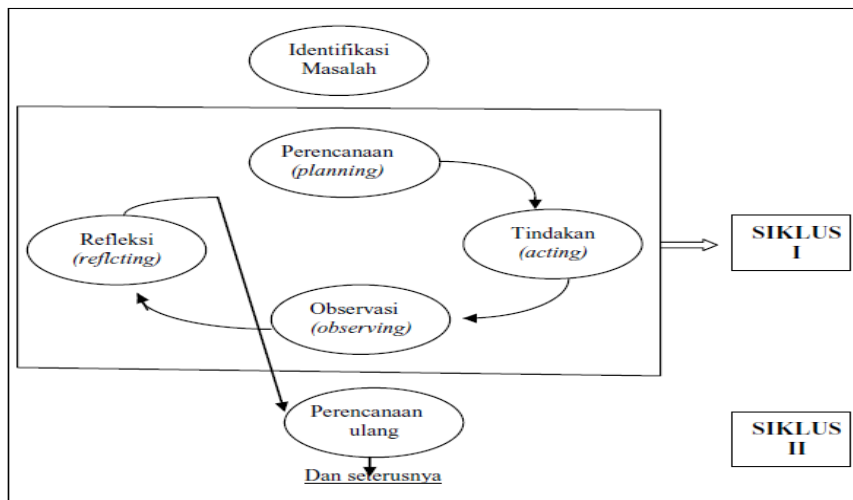 Identifikasi
Masalah
Perencanaan
(planning)
Refleksi
(reflcting)
Tindakan
(acting)
SIKLUS
I
Observasi
(observing)
Perencanaan
ulang
SIKLUS
II
Dan seterusnya